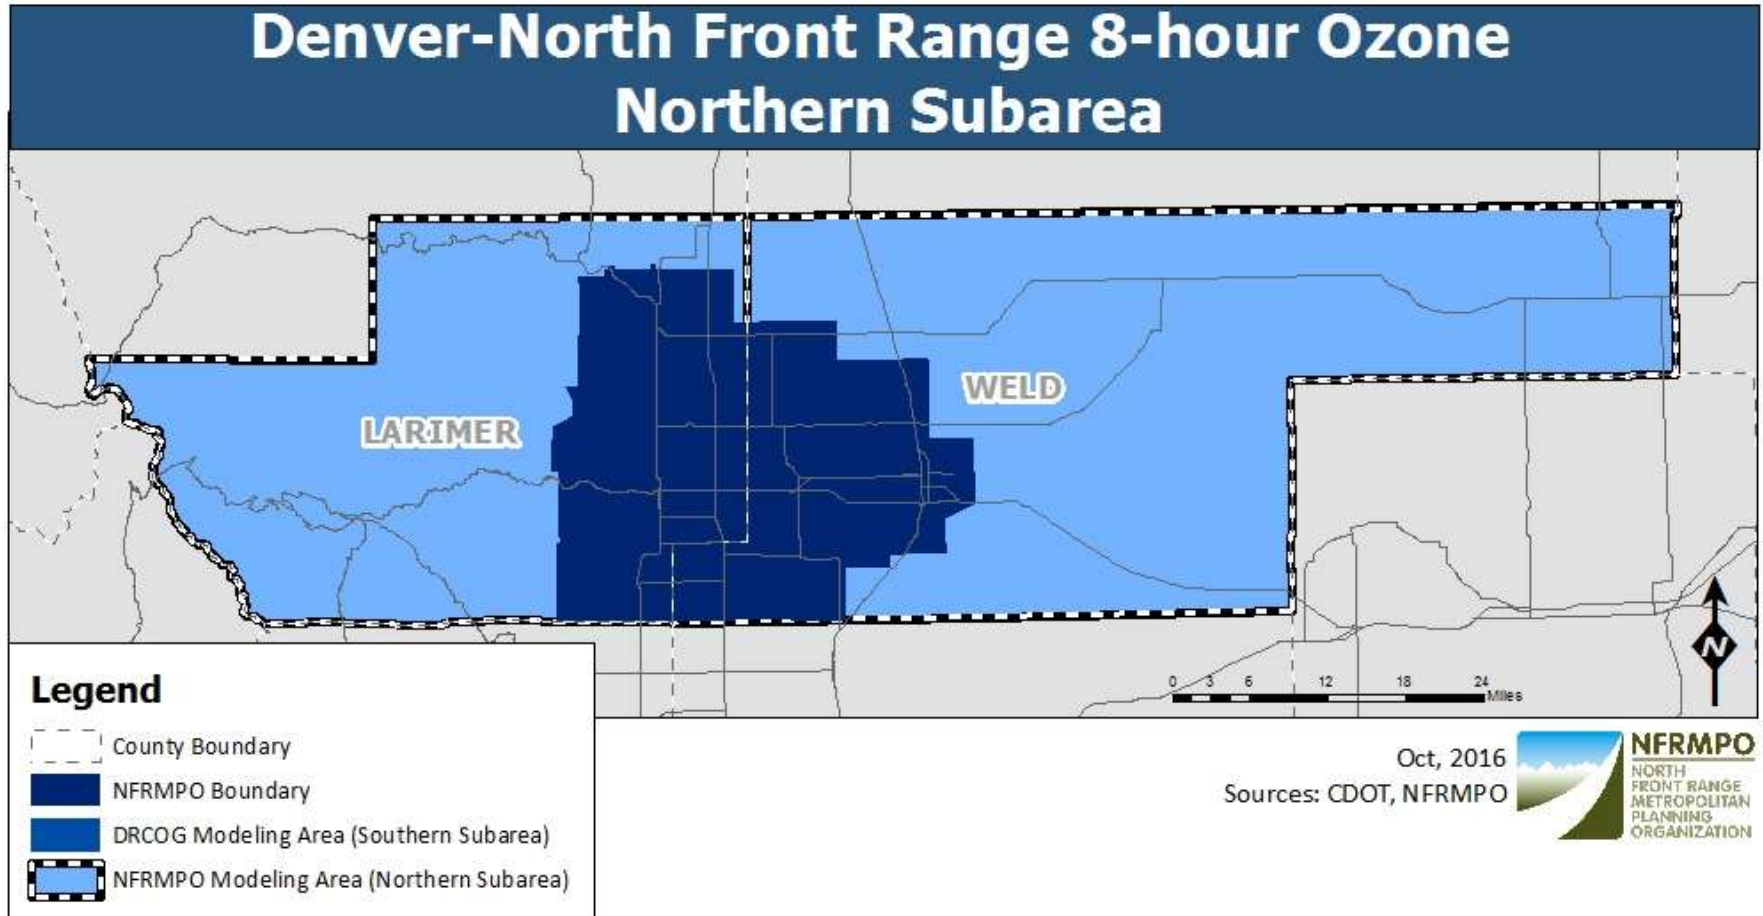 Denver-North Front Range 8-hour Ozone
Northern Subarea
LARIMER
WELD
0 3 6 12 18 24
Miles
N
Legend
County Boundary
NFRMPO Boundary
DRCOG Modeling Area (Southern Subarea)
NFRMPO Modeling Area (Northern Subarea)
Oct, 2016
Sources: CDOT, NFRMPO
NFRMPO
NORTH
FRONT RANGE
METROPOLITAN
PLANNING
ORGANIZATION